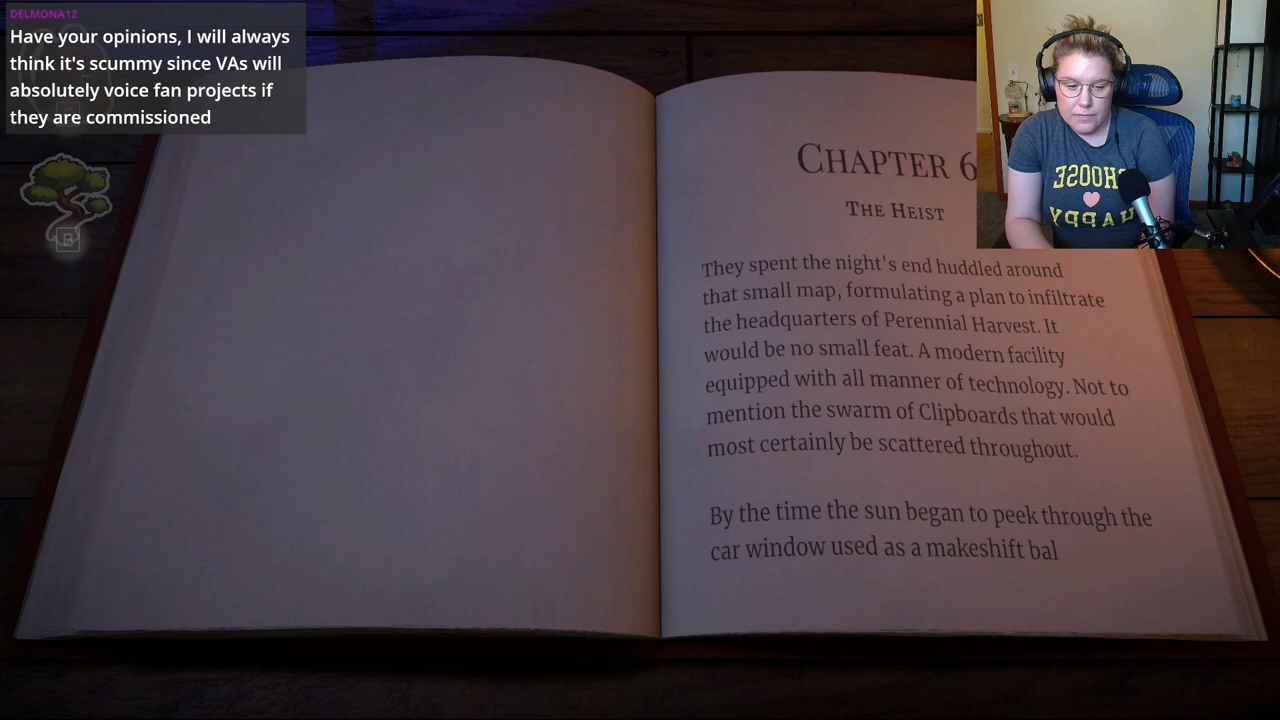 DELMONA12
Have your opinions, I will always
think it's scummy since VAs will
absolutely voice fan projects if
they are commissioned
B
CHAPTER 6
THE HEIST
They spent the night's end huddled around
that small map, formulating a plan to infiltrate
the headquarters of Perennial Harvest. It
would be no small feat. A modern facility
equipped with all manner of technology. Not to
mention the swarm of Clipboards that would
most certainly be scattered throughout.
By the time the sun began to peek through the
car window used as a makeshift bal
CHOOSE
HAPPY